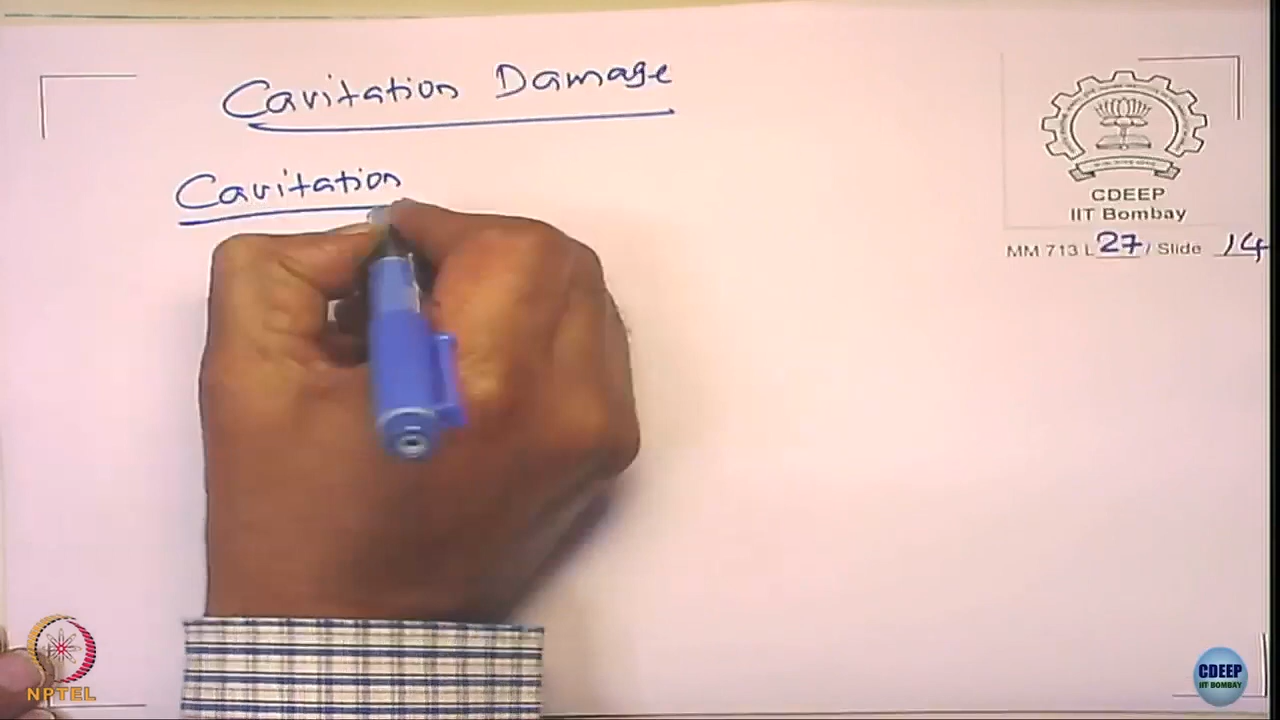 Cavitation Damage
Cavitation
CDEEP
IIT Bombay
MM 713 L 27 / Slide 14
NPTEL
CDEEP
IIT BOMBAY